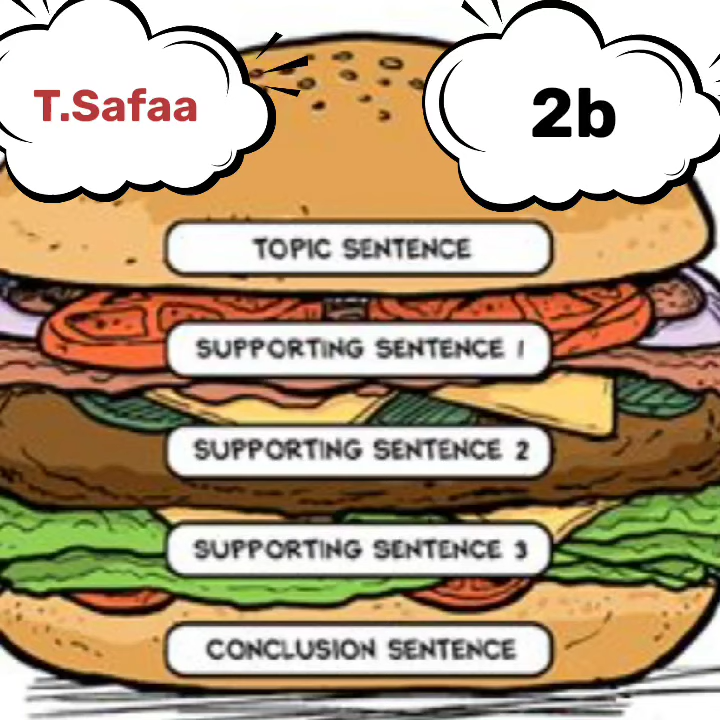 T.Safaa
2b
TOPIC SENTENCE
SUPPORTING SENTENCE 1
SUPPORTING SENTENCE 2
SUPPORTING SENTENCE 3
CONCLUSION SENTENCE